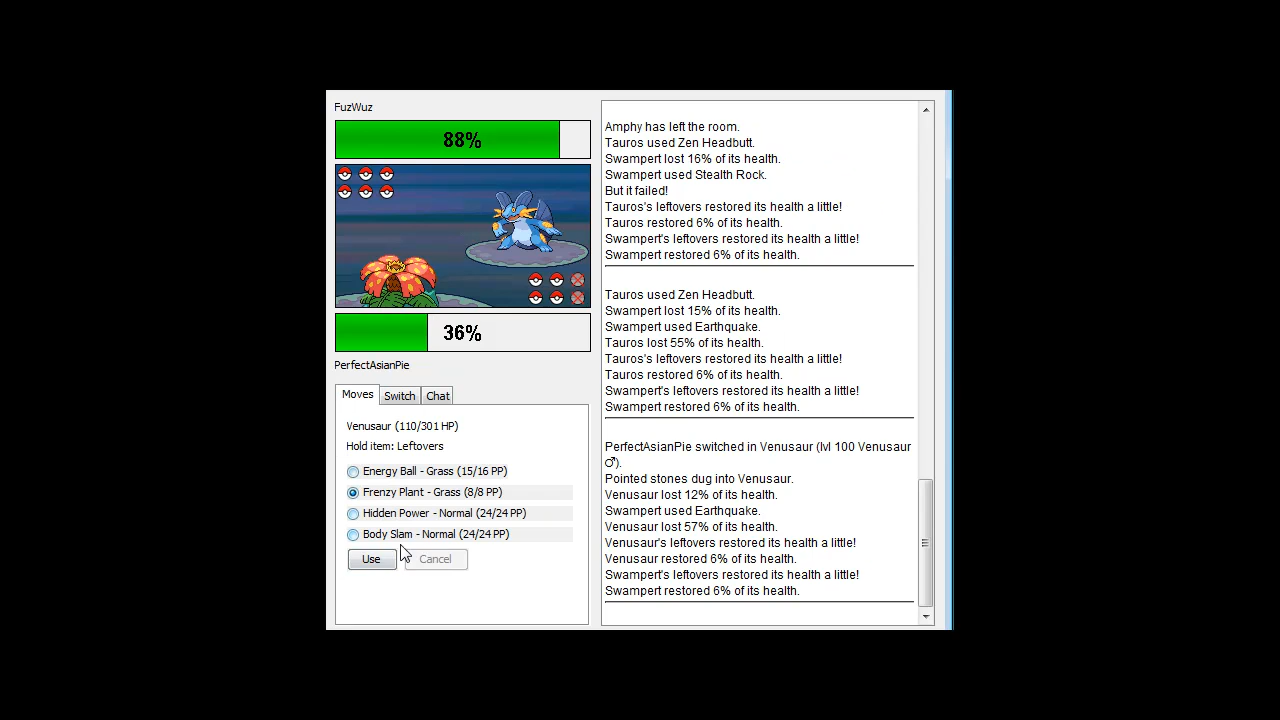 FuzWuz
88%
36%
PerfectAsianPie
Moves
Switch
Chat
Venusaur (110/301 HP)
Hold item: Leftovers
Energy Ball - Grass (15/16 PP)
Frenzy Plant - Grass (8/8 PP)
Hidden Power - Normal (24/24 PP)
Body Slam - Normal (24/24 PP)
Use
Cancel
Amphy has left the room.
Tauros used Zen Headbutt.
Swampert lost 16% of its health.
Swampert used Stealth Rock.
But it failed!
Tauros's leftovers restored its health a little!
Tauros restored 6% of its health.
Swampert's leftovers restored its health a little!
Swampert restored 6% of its health.
Tauros used Zen Headbutt.
Swampert lost 15% of its health.
Swampert used Earthquake.
Tauros lost 55% of its health.
Tauros's leftovers restored its health a little!
Tauros restored 6% of its health.
Swampert's leftovers restored its health a little!
Swampert restored 6% of its health.
PerfectAsianPie switched in Venusaur (lvl 100 Venusaur
♂).
Pointed stones dug into Venusaur.
Venusaur lost 12% of its health.
Swampert used Earthquake.
Venusaur lost 57% of its health.
Venusaur's leftovers restored its health a little!
Venusaur restored 6% of its health.
Swampert's leftovers restored its health a little!
Swampert restored 6% of its health.